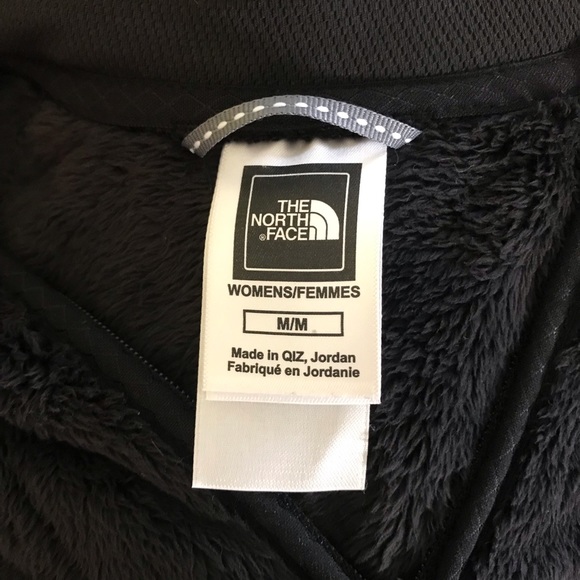 THE
NORTH
®FACE
WOMENS/FEMMES
M/M
Made in QIZ, Jordan
Fabriqué en Jordanie